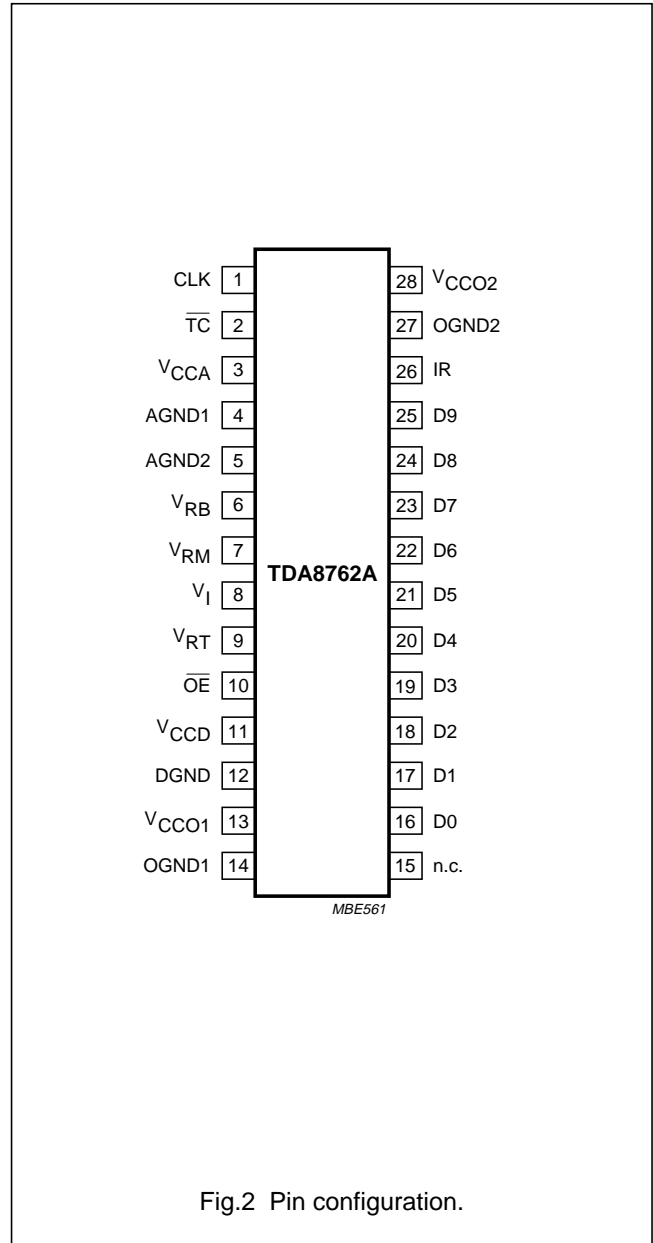 CLK 1 28 VCCO2
TC 2 27 OGND2
VCCA 3 26 IR
AGND1 4 25 D9
AGND2 5 24 D8
VRB 6 23 D7
VRM 7 22 D6
TDA8762A
VI 8 21 D5
VRT 9 20 D4
OE 10 19 D3
VCCD 11 18 D2
DGND 12 17 D1
VCCO1 13 16 D0
OGND1 14 15 n.c.
MBE561
Fig.2 Pin configuration.